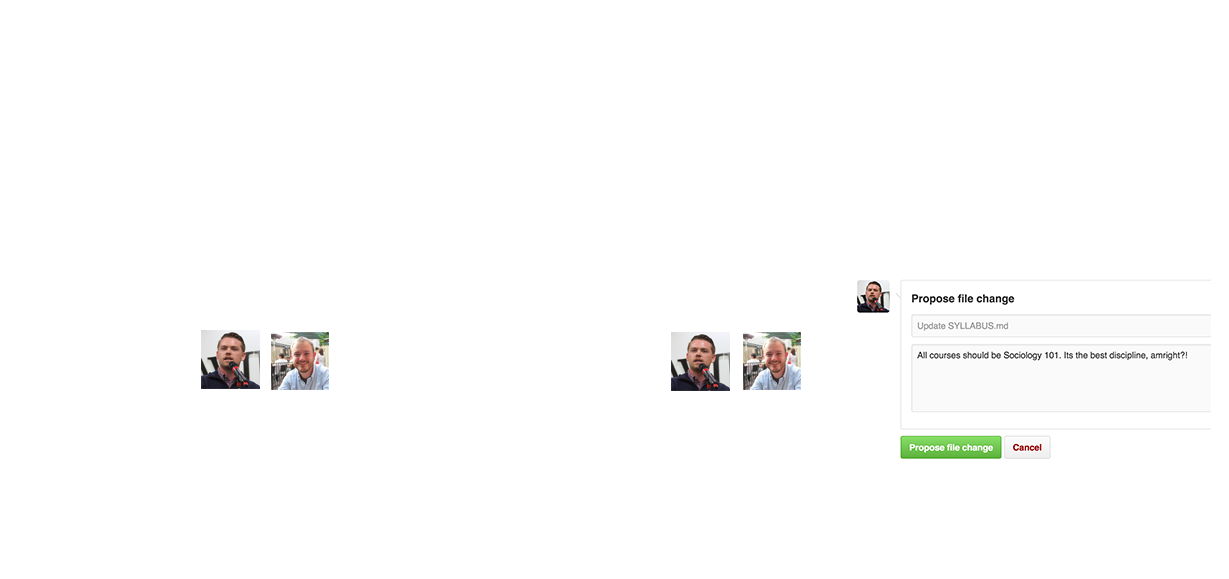 Propose file change
Update SYLLABUS.md
All courses should be Sociology 101. Its the best discipline, amright?!
Propose file change
Cancel